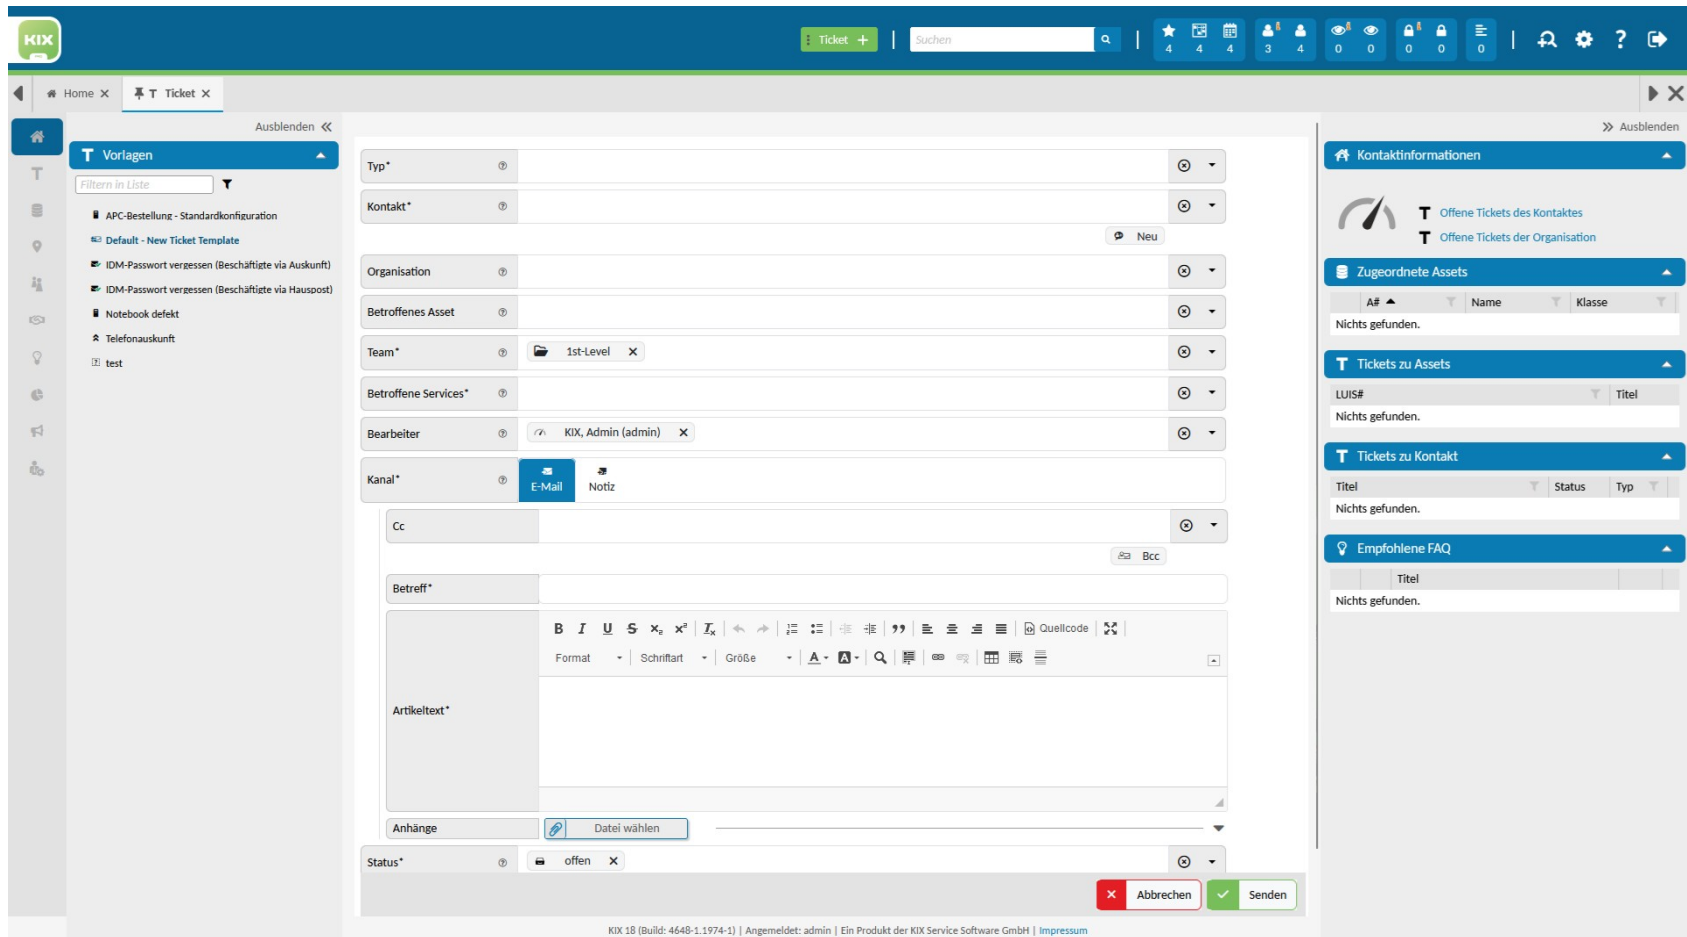 KIX
Ticket +
Suchen
4 4 4 3 4 0 0 0 0 0
Home
T Ticket
Ausblenden
T Vorlagen
Filtern in Liste
APC-Bestellung - Standardkonfiguration
Default - New Ticket Template
IDM-Passwort vergessen (Beschäftigte via Auskunft)
IDM-Passwort vergessen (Beschäftigte via Hauspost)
Notebook defekt
Telefonauskunft
test
Typ*
Kontakt*
Neu
Organisation
Betroffenes Asset
Team* 1st-Level
Betroffene Services*
Bearbeiter KIX, Admin (admin)
Kanal* E-Mail Notiz
Cc
Bcc
Betreff*
B I U S x₂ x² Iₓ Quellcode
Format Schriftart Größe A A
Artikeltext*
Anhänge Datei wählen
Status* offen
Abbrechen Senden
Ausblenden
Kontaktinformationen
T Offene Tickets des Kontaktes
T Offene Tickets der Organisation
Zugeordnete Assets
A# Name Klasse
Nichts gefunden.
T Tickets zu Assets
LUIS# Titel
Nichts gefunden.
T Tickets zu Kontakt
Titel Status Typ
Nichts gefunden.
Empfohlene FAQ
Titel
Nichts gefunden.
KIX 18 (Build: 4648-1.1974-1) | Angemeldet: admin | Ein Produkt der KIX Service Software GmbH | Impressum